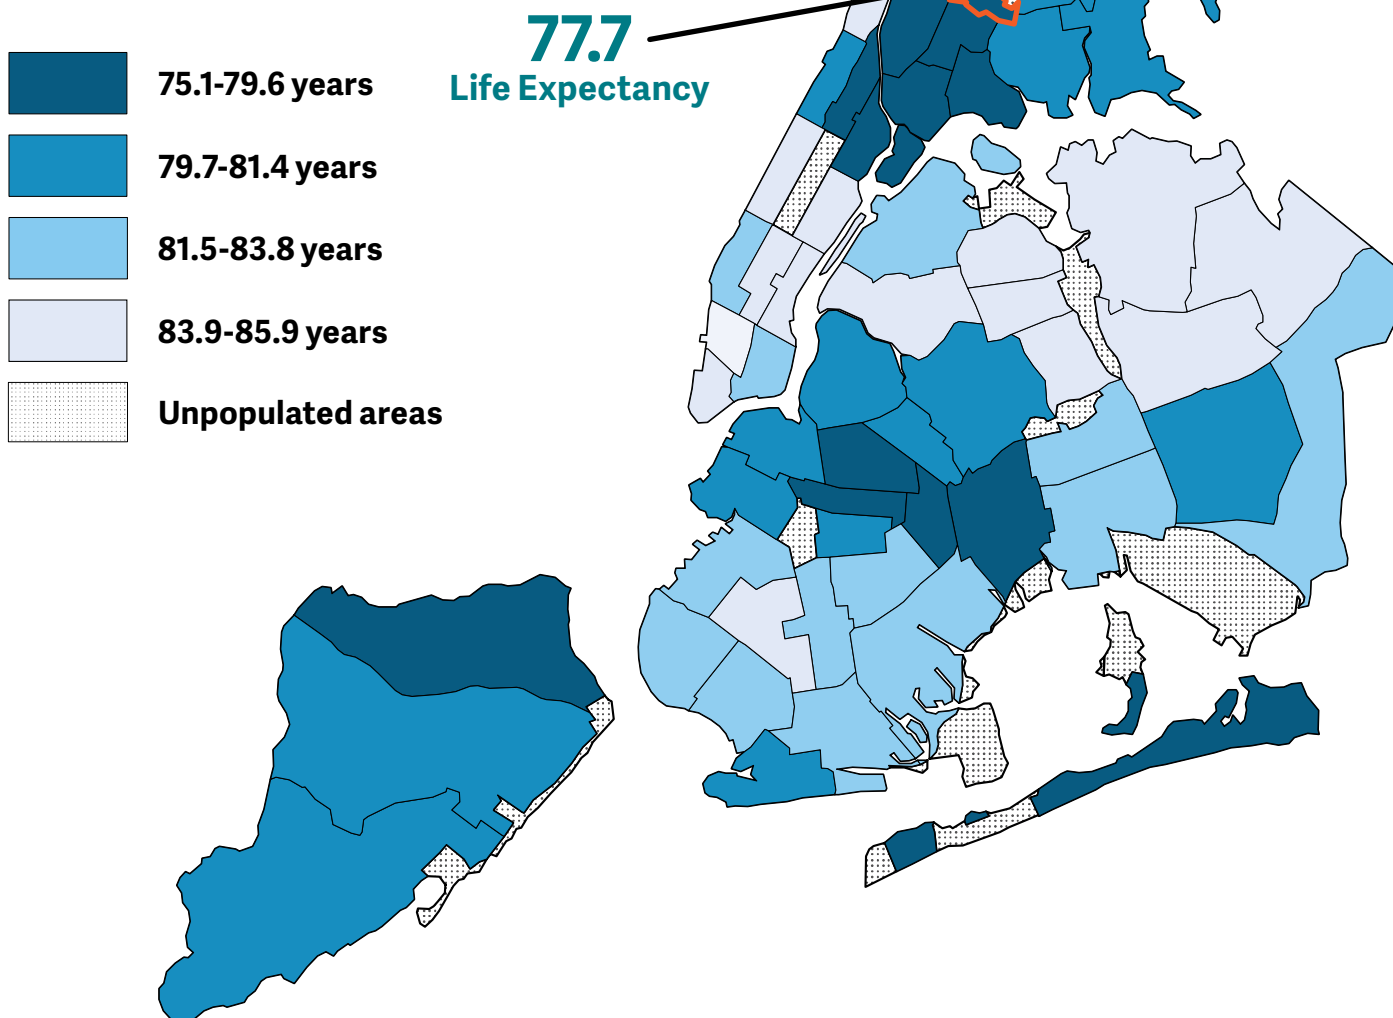 77.7
Life Expectancy
75.1-79.6 years
79.7-81.4 years
81.5-83.8 years
83.9-85.9 years
Unpopulated areas